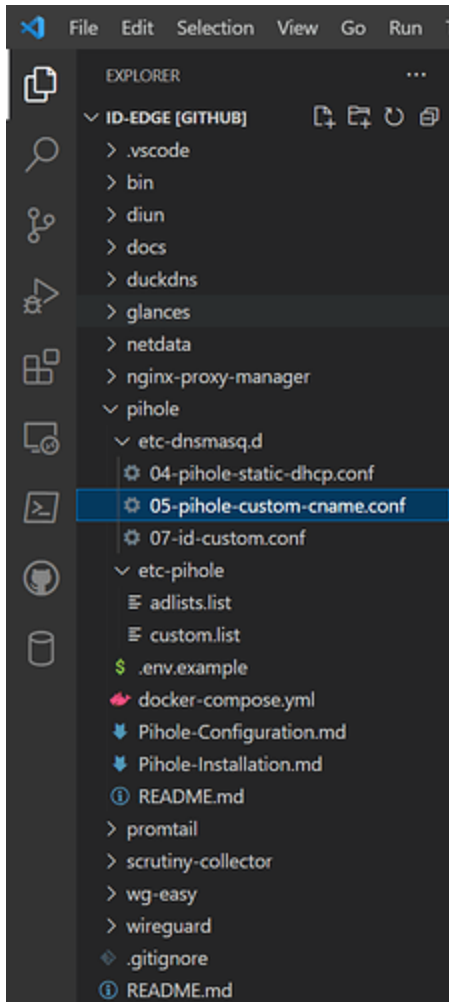 File Edit Selection View Go Run
EXPLORER
ID-EDGE [GITHUB]
.vscode
bin
diun
docs
duckdns
glances
netdata
nginx-proxy-manager
pihole
etc-dnsmasq.d
04-pihole-static-dhcp.conf
05-pihole-custom-cname.conf
07-id-custom.conf
etc-pihole
adlists.list
custom.list
.env.example
docker-compose.yml
Pihole-Configuration.md
Pihole-Installation.md
README.md
promtail
scrutiny-collector
wg-easy
wireguard
.gitignore
README.md